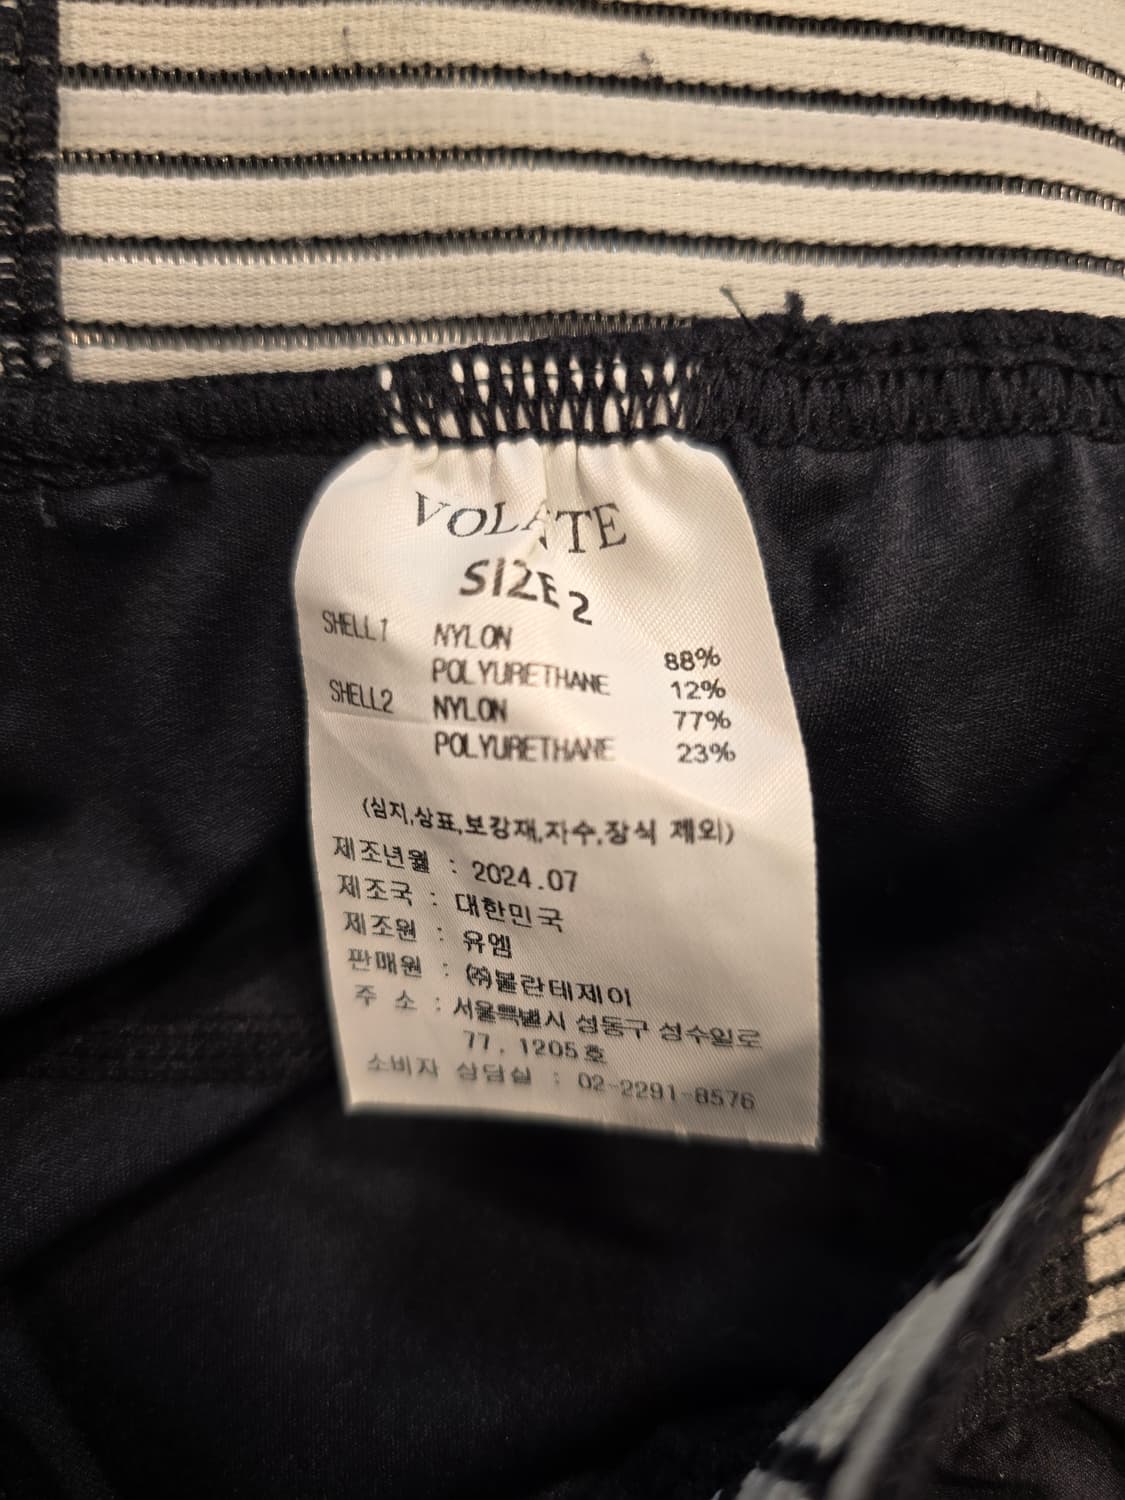 VOLANTE
SIZE 2
SHELL1 NYLON 88%
POLYURETHANE 12%
SHELL2 NYLON 77%
POLYURETHANE 23%
(심지,상표,보강재,자수,장식 제외)
제조년월 : 2024.07
제조국 : 대한민국
제조원 : 유엠
판매원 : ㈜볼란테제이
주 소 : 서울특별시 성동구 성수일로
77, 1205호
소비자 상담실 : 02-2291-8576